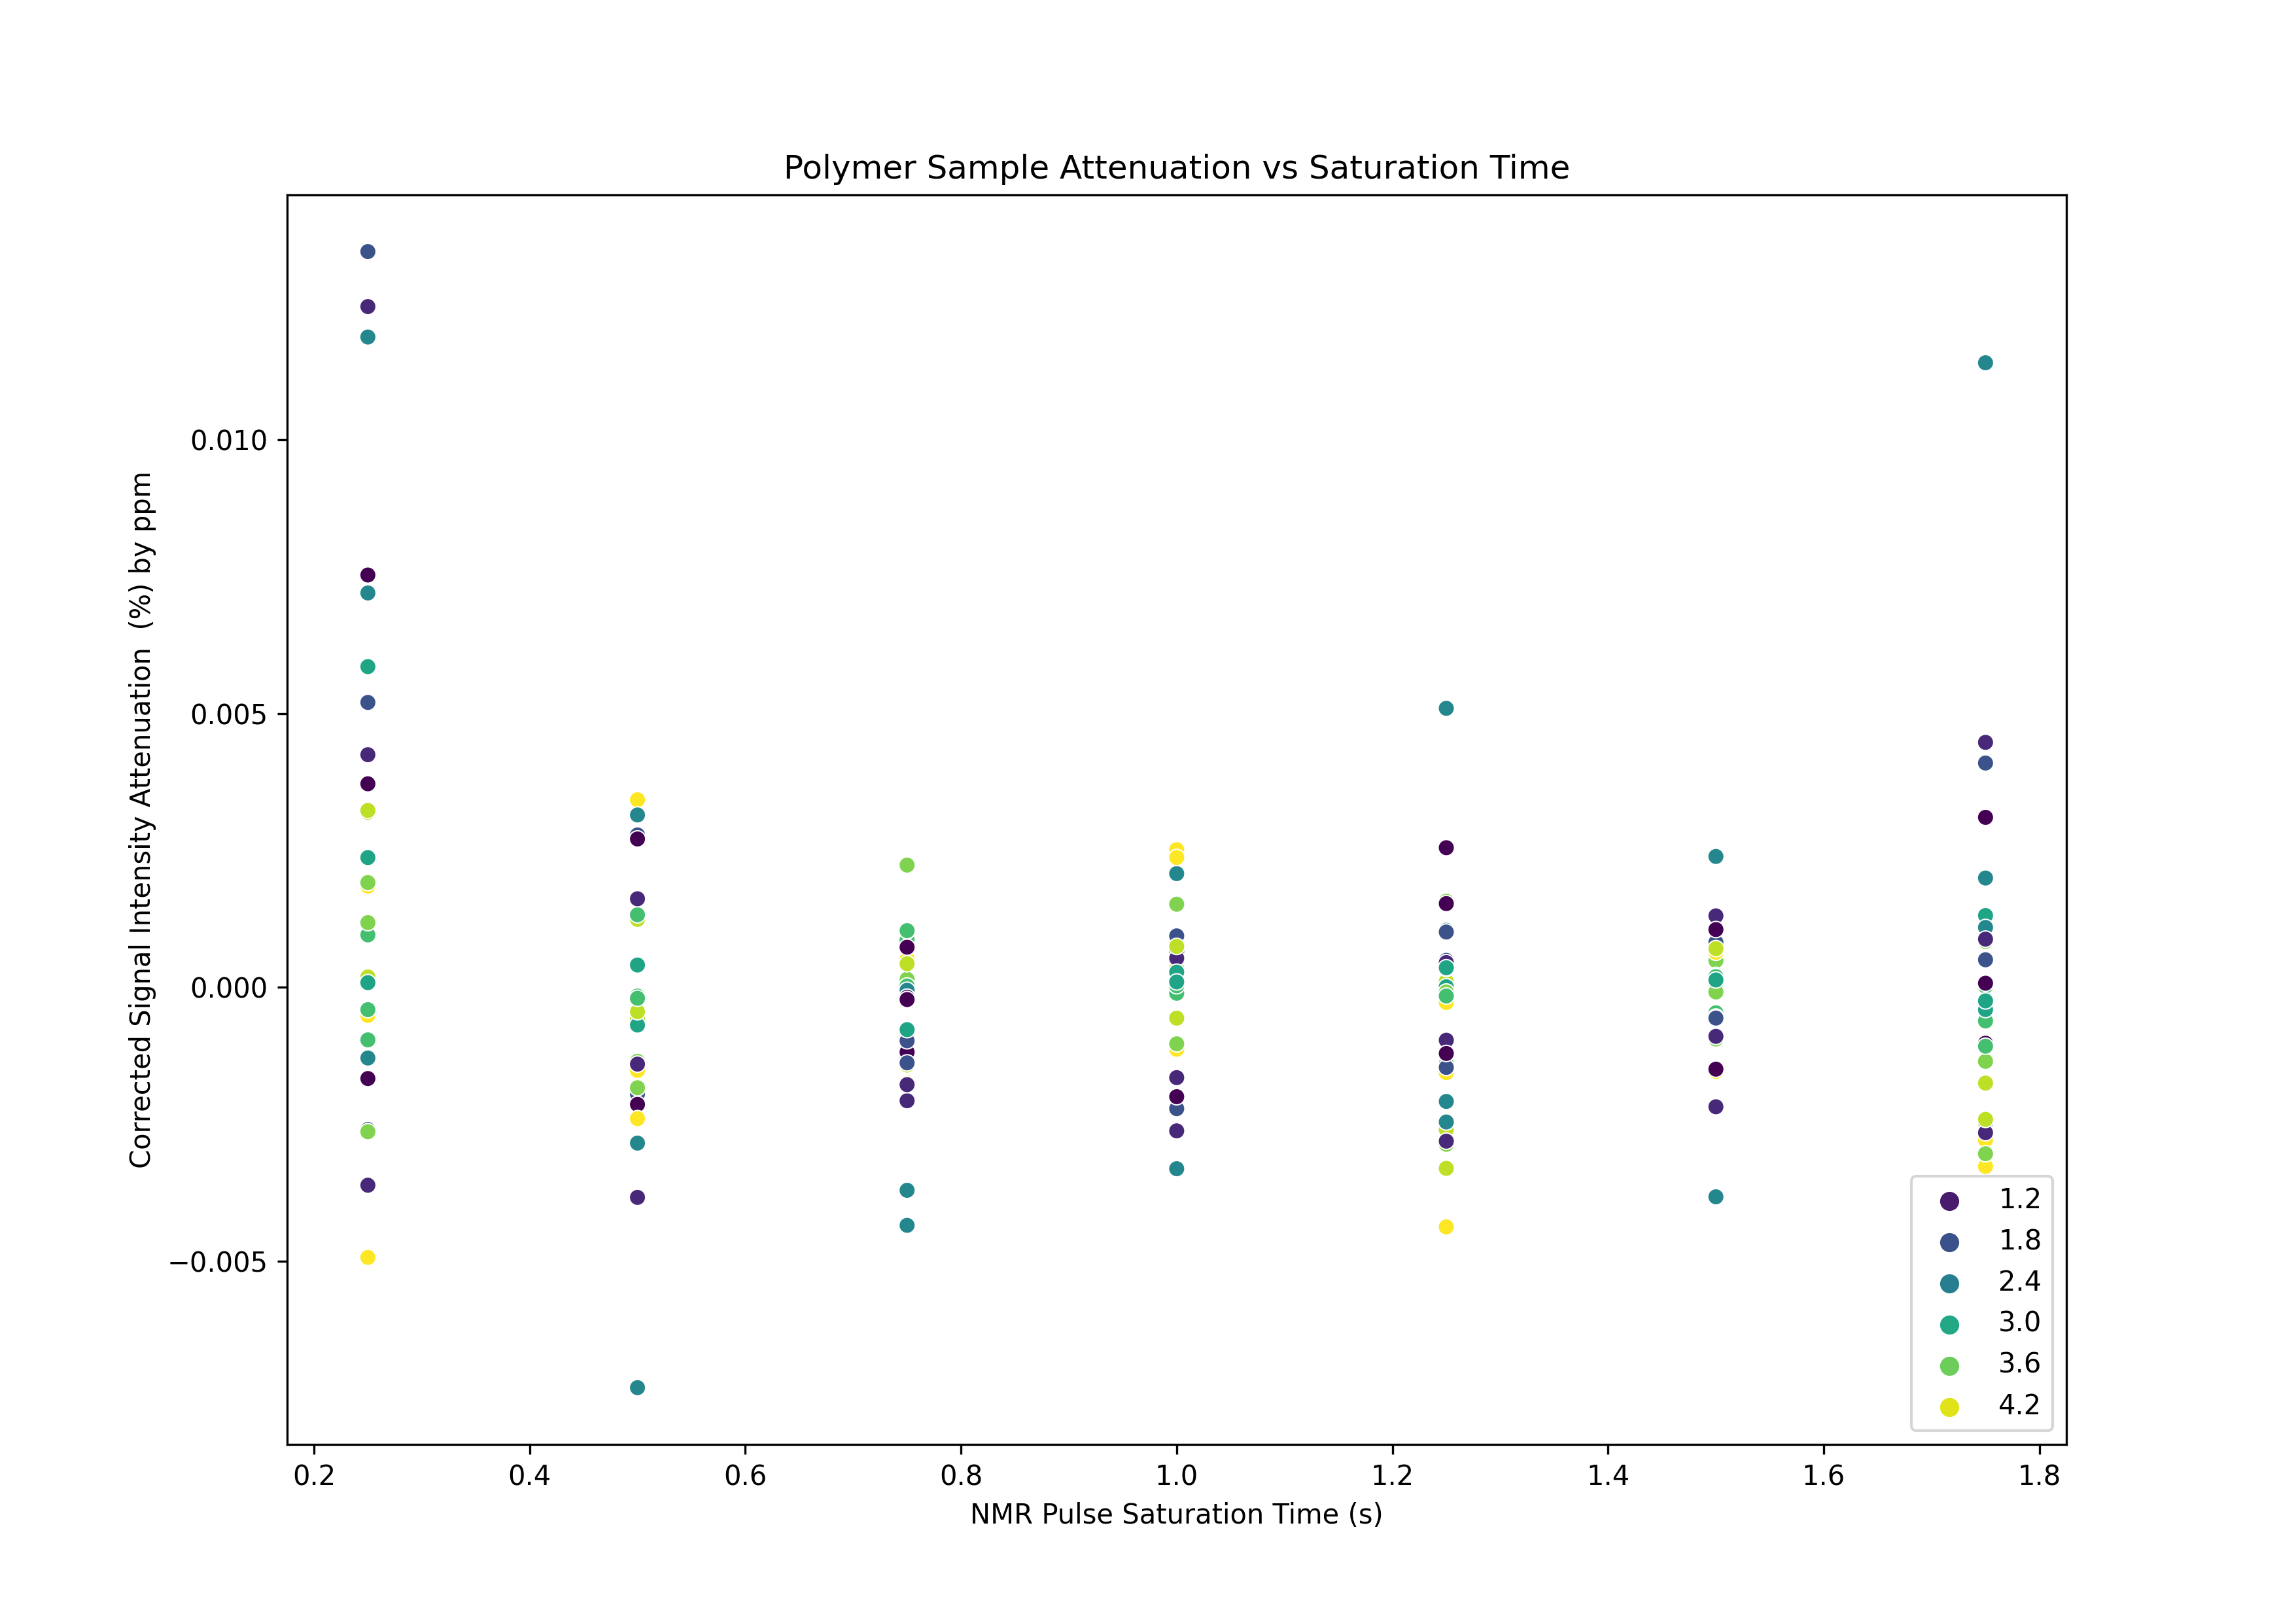 Polymer Sample Attenuation vs Saturation Time
Corrected Signal Intensity Attenuation  (%) by ppm
0.010
0.005
0.000
−0.005
0.2 0.4 0.6 0.8 1.0 1.2 1.4 1.6 1.8
NMR Pulse Saturation Time (s)
1.2
1.8
2.4
3.0
3.6
4.2